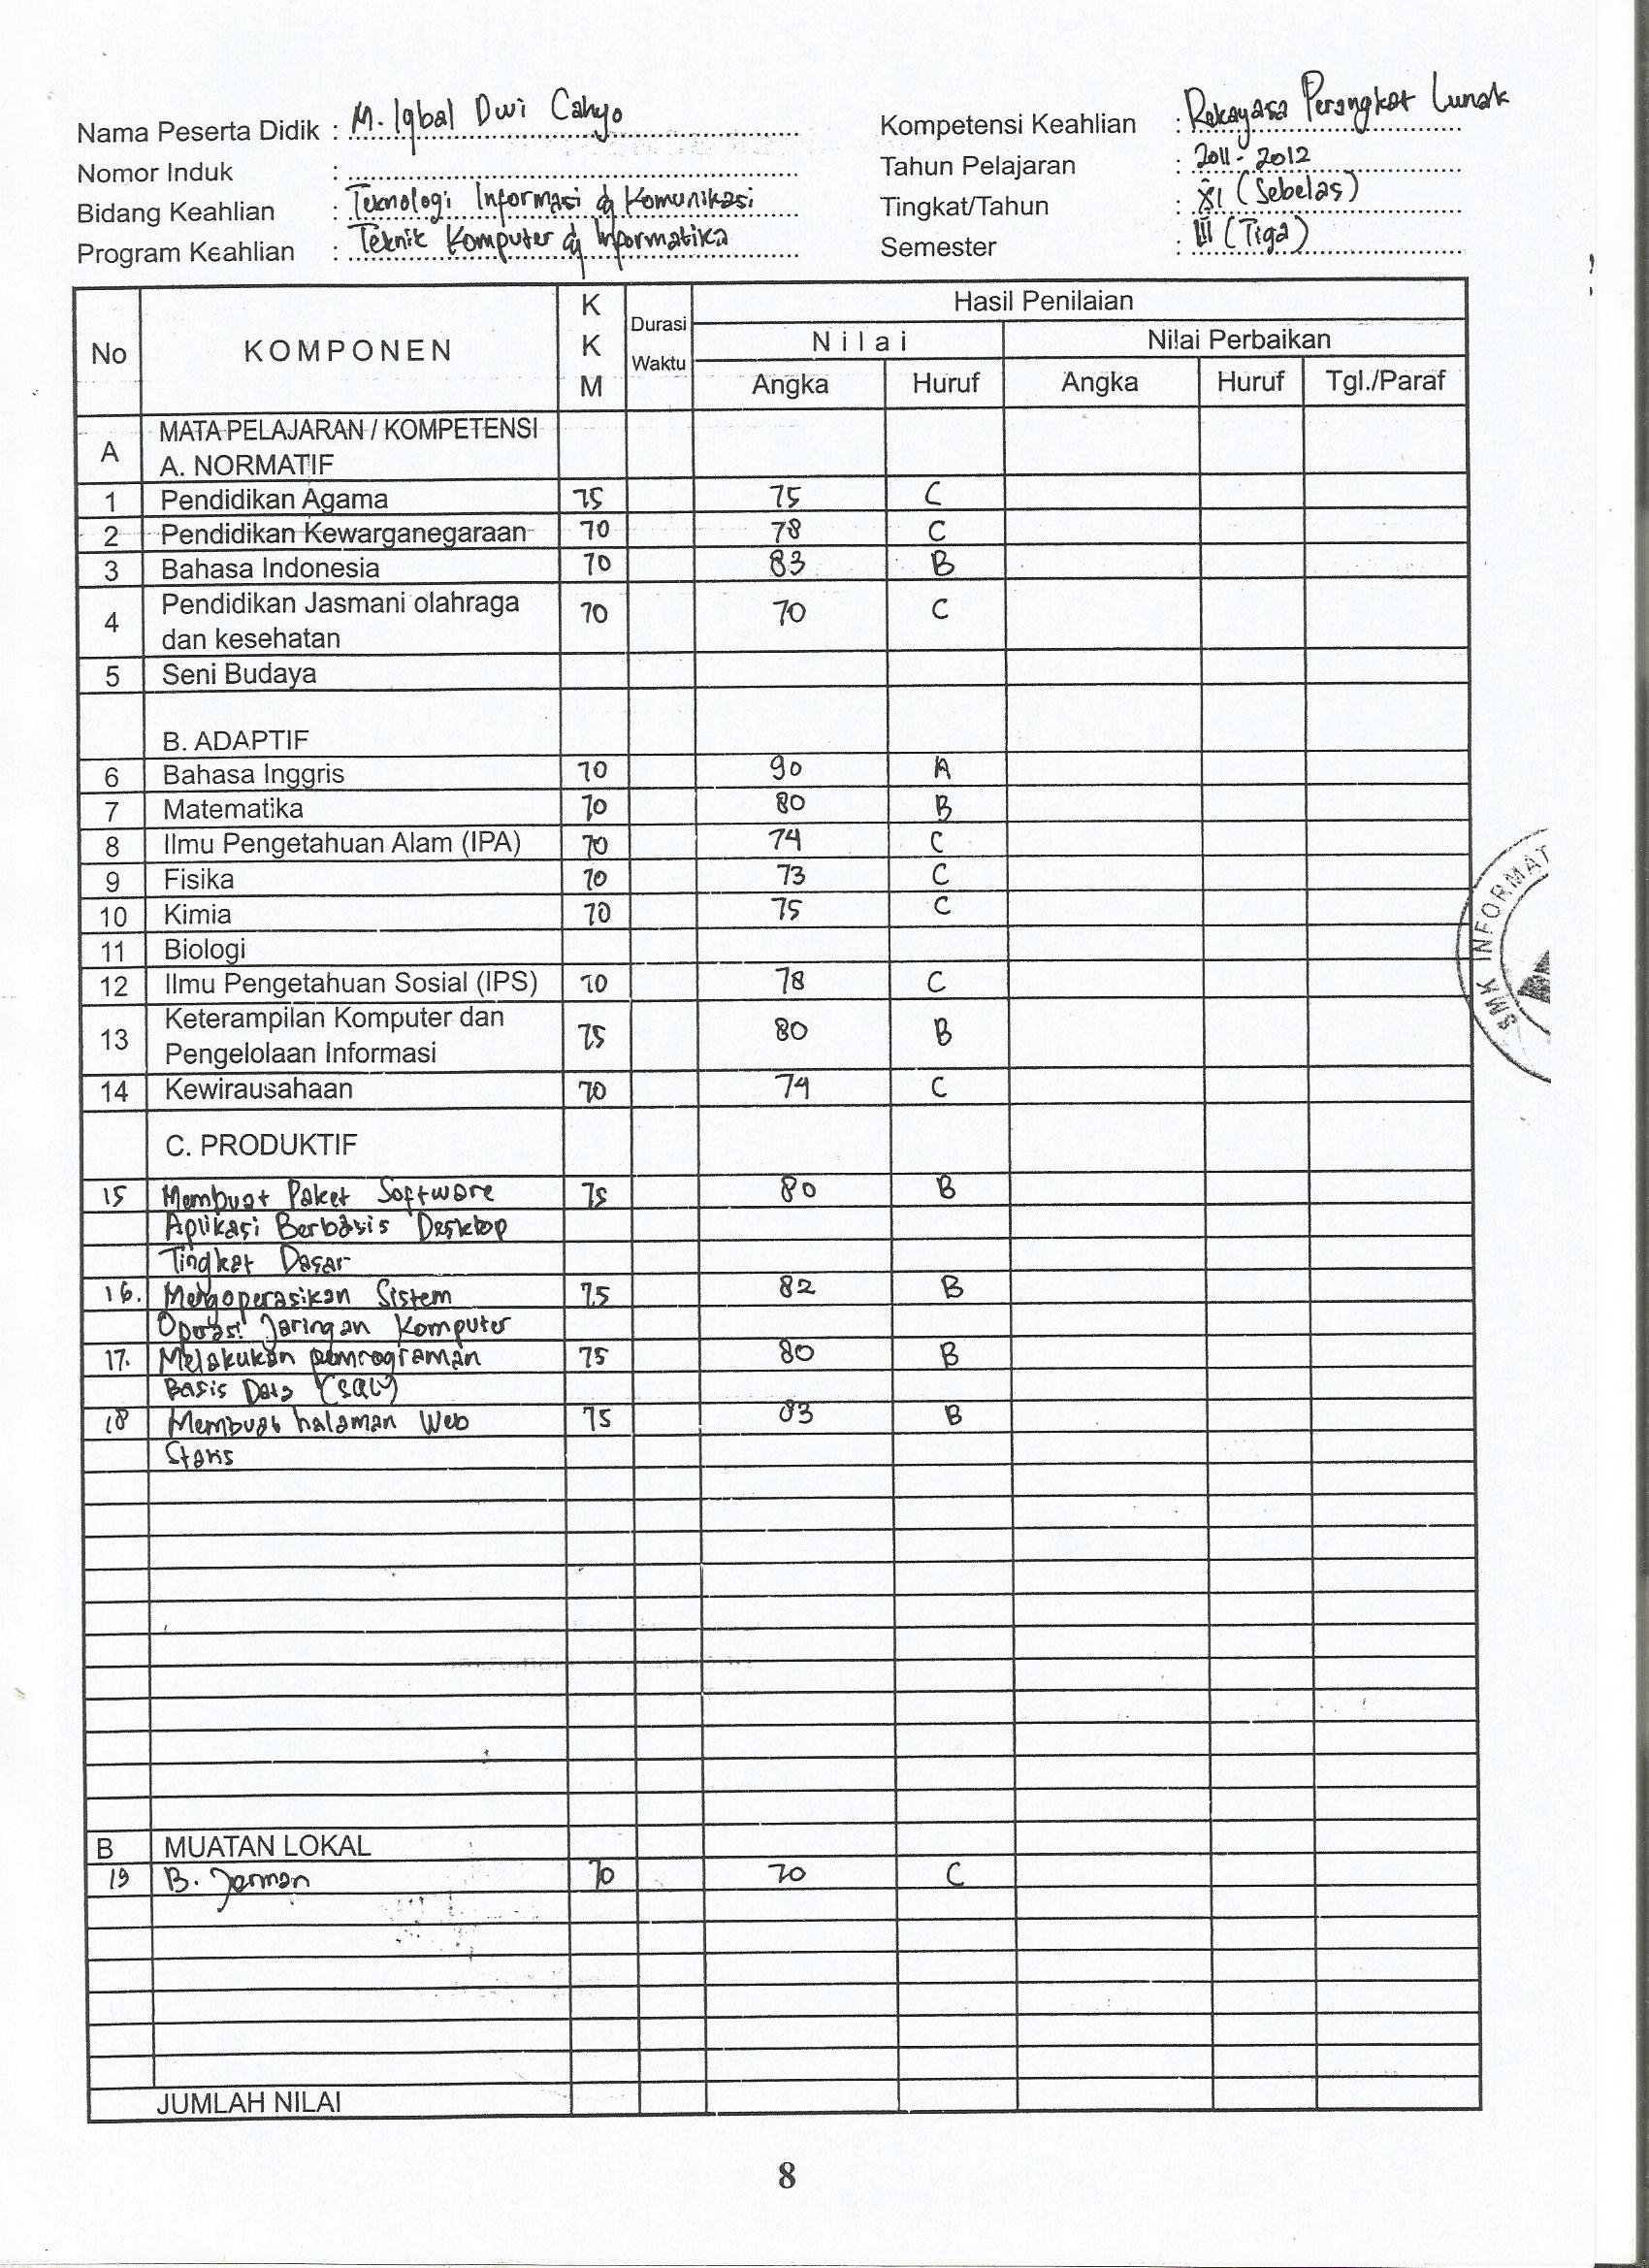 Nama Peserta Didik : M. Iqbal Dwi Cahyo
Nomor Induk :
Bidang Keahlian : Teknologi Informasi & Komunikasi
Program Keahlian : Teknik Komputer & Informatika
Kompetensi Keahlian : Rekayasa Perangkat Lunak
Tahun Pelajaran : 2011 - 2012
Tingkat/Tahun : XI (Sebelas)
Semester : III (Tiga)
No KOMPONEN KKM Durasi Waktu Hasil Penilaian
Nilai Nilai Perbaikan
Angka Huruf Angka Huruf Tgl./Paraf
A MATA PELAJARAN / KOMPETENSI
A. NORMATIF
1 Pendidikan Agama 75 75 C
2 Pendidikan Kewarganegaraan 70 78 C
3 Bahasa Indonesia 70 83 B
4 Pendidikan Jasmani olahraga 70 70 C
dan kesehatan
5 Seni Budaya
B. ADAPTIF
6 Bahasa Inggris 70 90 A
7 Matematika 70 80 B
8 Ilmu Pengetahuan Alam (IPA) 70 74 C
9 Fisika 70 73 C
10 Kimia 70 75 C
11 Biologi
12 Ilmu Pengetahuan Sosial (IPS) 70 78 C
13 Keterampilan Komputer dan 75 80 B
Pengelolaan Informasi
14 Kewirausahaan 70 74 C
C. PRODUKTIF
15 Membuat Paket Software 75 80 B
Aplikasi Berbasis Desktop
Tingkat Dasar
16. Mengoperasikan Sistem 75 82 B
Operasi Jaringan Komputer
17. Melakukan pemrograman 75 80 B
Basis Data (SQL)
18 Membuat halaman Web 75 83 B
Statis
B MUATAN LOKAL
19 B. Jerman 70 70 C
JUMLAH NILAI
8
SMK INFORMAT